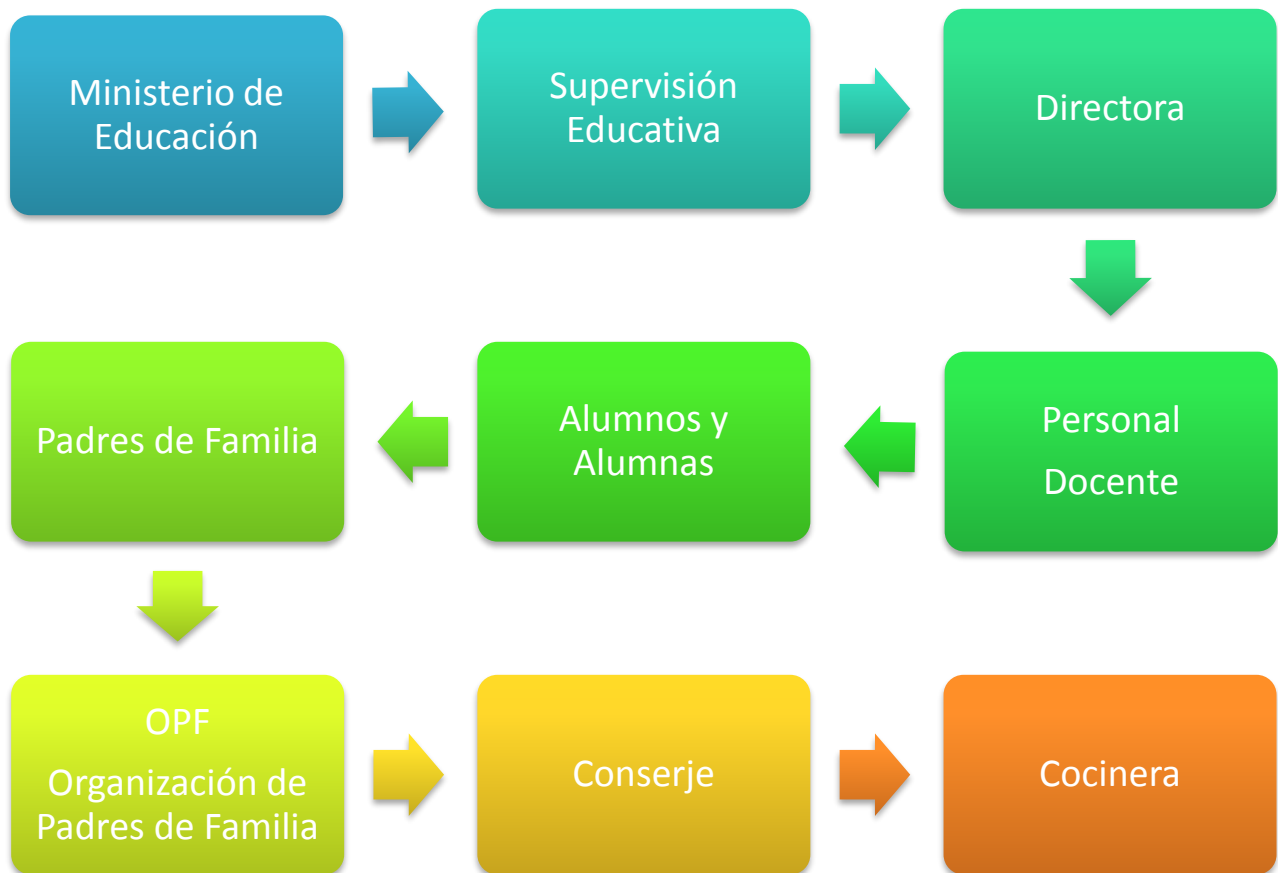 Ministerio de
Educación
Supervisión
Educativa
Directora
Personal
Docente
Alumnos y
Alumnas
Padres de Familia
OPF
Organización de
Padres de Familia
Conserje
Cocinera